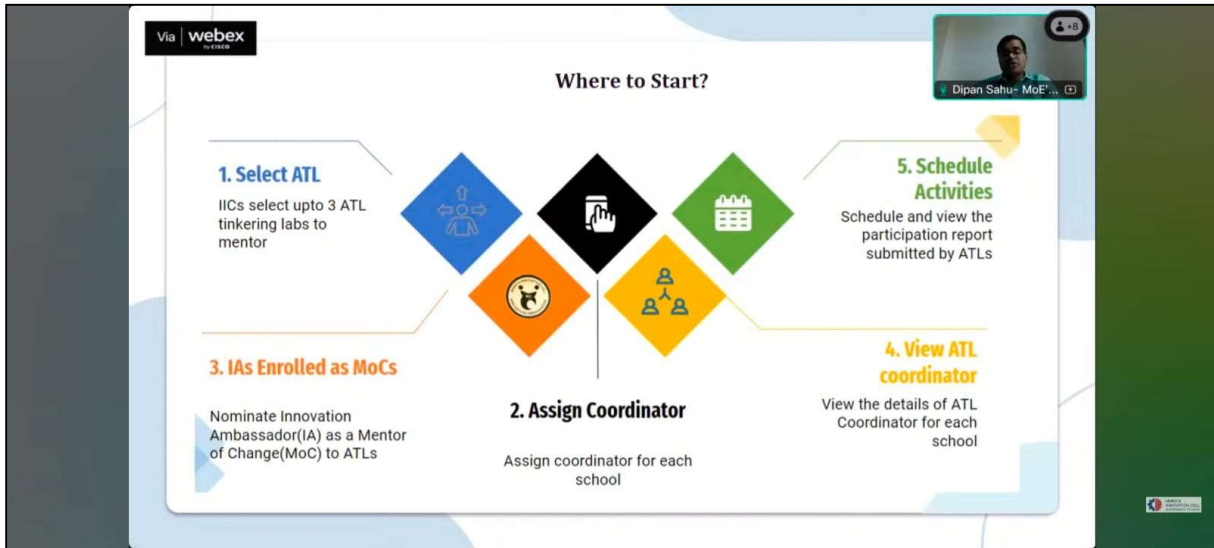 Via webex
by CISCO
+8
Dipan Sahu- MoE'...
Where to Start?
1. Select ATL
IICs select upto 3 ATL
tinkering labs to
mentor
2. Assign Coordinator
Assign coordinator for each
school
3. IAs Enrolled as MoCs
Nominate Innovation
Ambassador(IA) as a Mentor
of Change(MoC) to ATLs
4. View ATL
coordinator
View the details of ATL
Coordinator for each
school
5. Schedule
Activities
Schedule and view the
participation report
submitted by ATLs
INNOVATION CELL